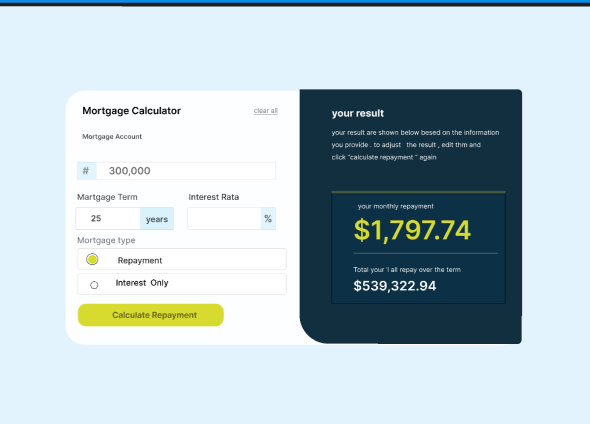 Mortgage Calculator
clear all
Mortgage Account
# 300,000
Martgage Term
Interest Rata
25 years
%
Mortgage type
Repayment
Interest Only
Calculate Repayment
your result
your result are shown below besed on the information
you provide . to adjust the result , edit thm and
click "calculate repayment " again
your monthly repayment
$1,797.74
Total your 'l all repay over the term
$539,322.94